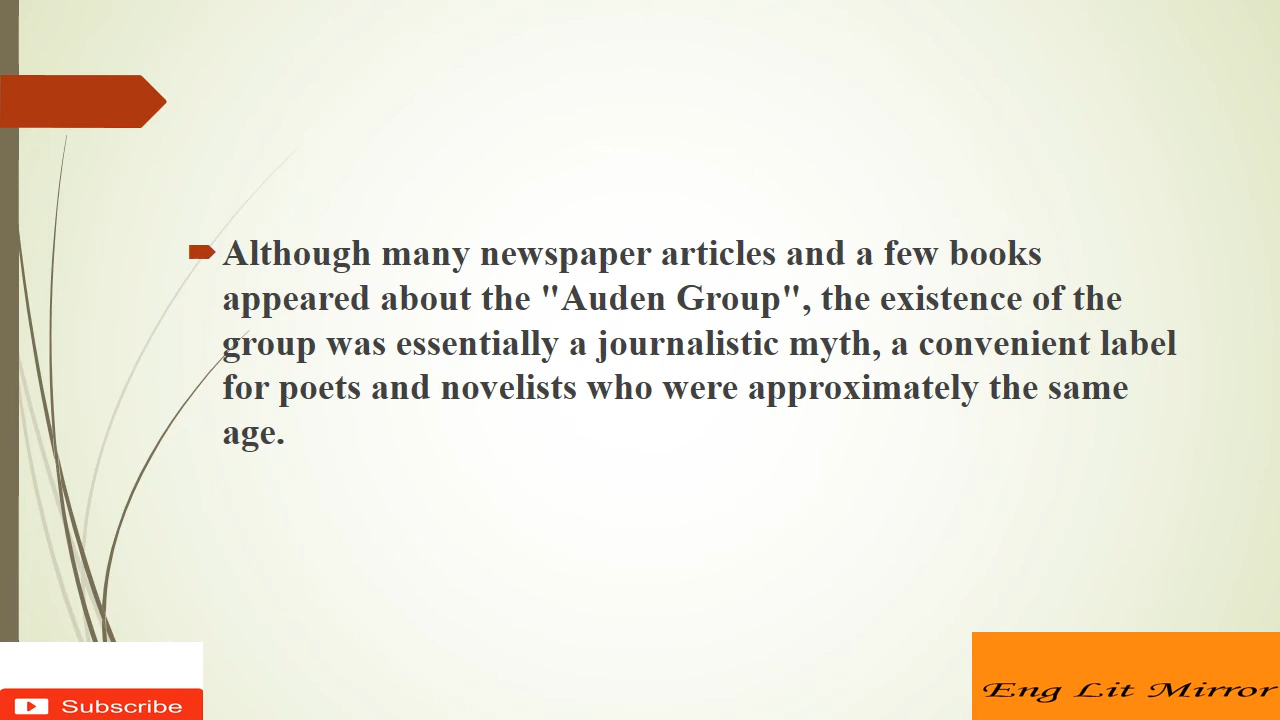 Although many newspaper articles and a few books
appeared about the "Auden Group", the existence of the
group was essentially a journalistic myth, a convenient label
for poets and novelists who were approximately the same
age.
Subscribe
Eng Lit Mirror